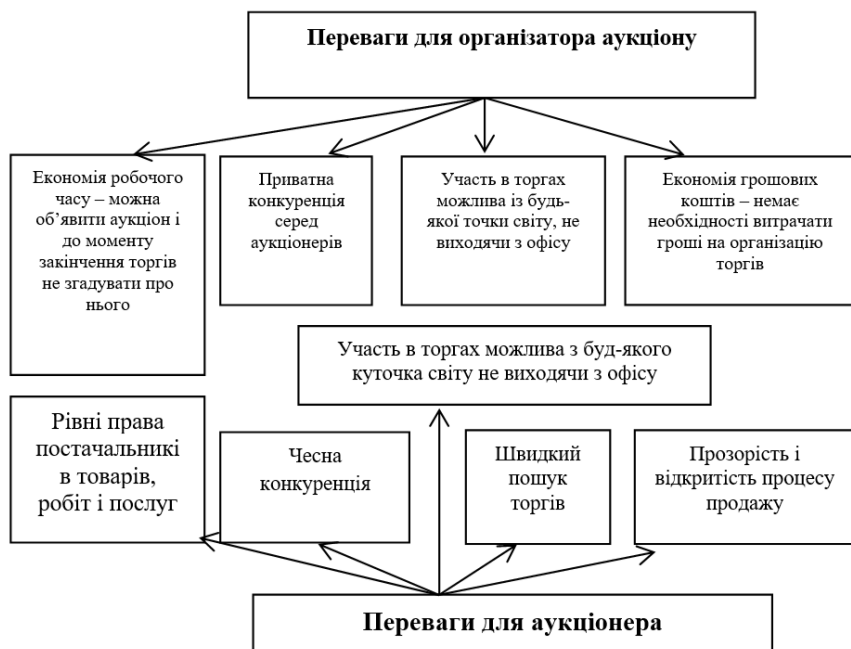 Переваги для організатора аукціону
Економія робочого
часу – можна
об’явити аукціон і
до моменту
закінчення торгів
не згадувати про
нього
Приватна
конкуренція
серед
аукціонерів
Участь в торгах
можлива із будь-
якої точки світу, не
виходячи з офісу
Економія грошових
коштів – немає
необхідності витрачати
гроші на організацію
торгів
Участь в торгах можлива з буд-якого
куточка світу не виходячи з офісу
Рівні права
постачальникі
в товарів,
робіт і послуг
Чесна
конкуренція
Швидкий
пошук
торгів
Прозорість і
відкритість процесу
продажу
Переваги для аукціонера